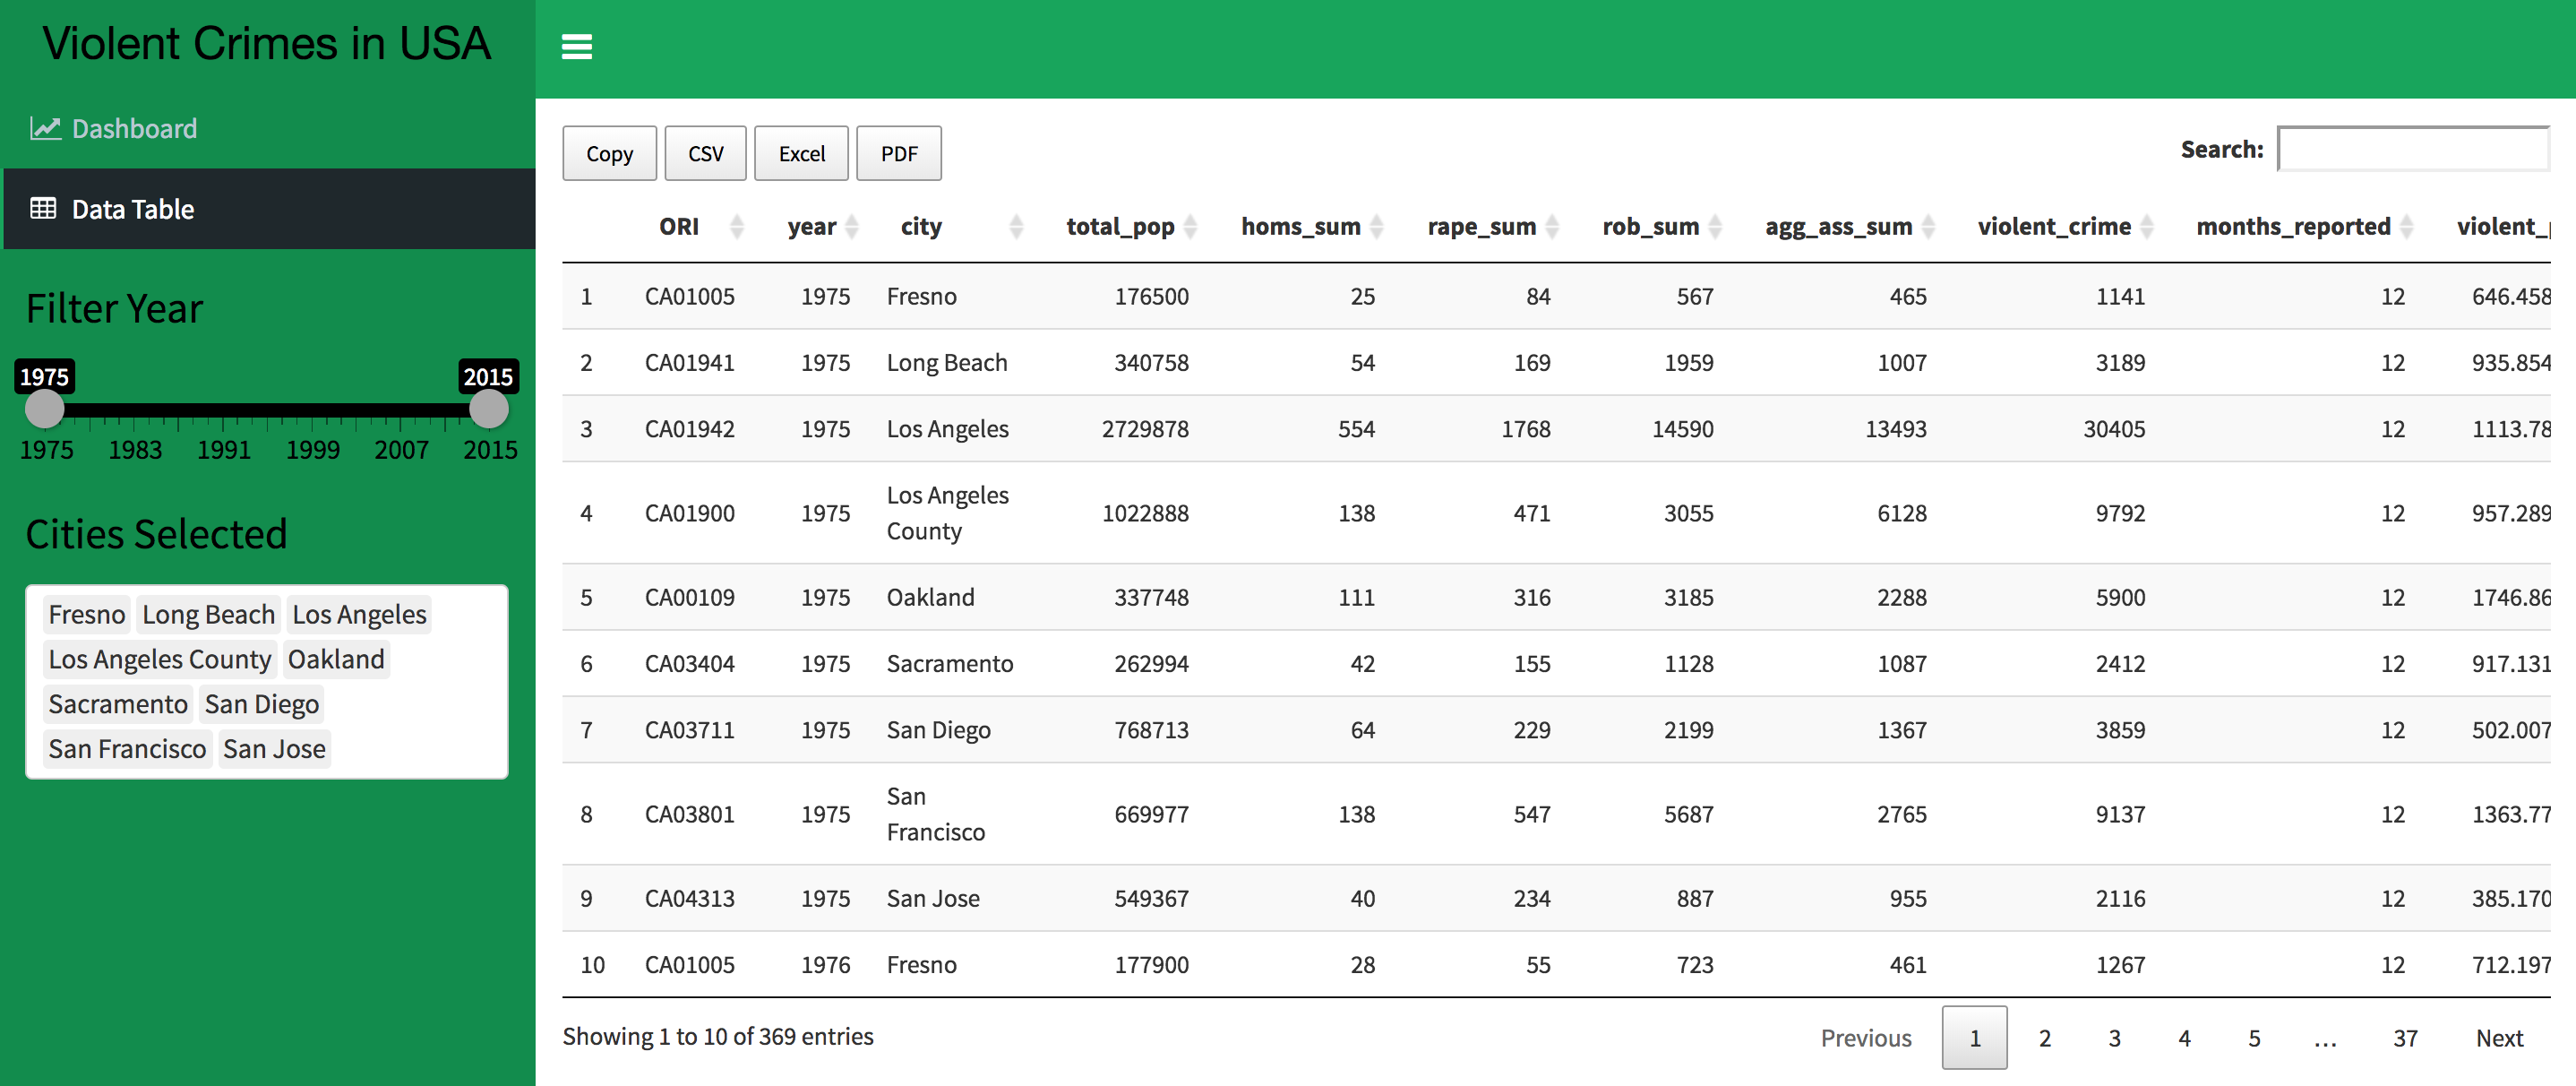 Violent Crimes in USA
Dashboard
Data Table
Filter Year
1975 2015
1975 1983 1991 1999 2007 2015
Cities Selected
Fresno Long Beach Los Angeles
Los Angeles County Oakland
Sacramento San Diego
San Francisco San Jose
Copy CSV Excel PDF
Search:
ORI year city total_pop homs_sum rape_sum rob_sum agg_ass_sum violent_crime months_reported violent_
1 CA01005 1975 Fresno 176500 25 84 567 465 1141 12 646.458
2 CA01941 1975 Long Beach 340758 54 169 1959 1007 3189 12 935.854
3 CA01942 1975 Los Angeles 2729878 554 1768 14590 13493 30405 12 1113.78
4 CA01900 1975 Los Angeles County 1022888 138 471 3055 6128 9792 12 957.289
5 CA00109 1975 Oakland 337748 111 316 3185 2288 5900 12 1746.86
6 CA03404 1975 Sacramento 262994 42 155 1128 1087 2412 12 917.131
7 CA03711 1975 San Diego 768713 64 229 2199 1367 3859 12 502.007
8 CA03801 1975 San Francisco 669977 138 547 5687 2765 9137 12 1363.77
9 CA04313 1975 San Jose 549367 40 234 887 955 2116 12 385.170
10 CA01005 1976 Fresno 177900 28 55 723 461 1267 12 712.197
Showing 1 to 10 of 369 entries
Previous 1 2 3 4 5 … 37 Next